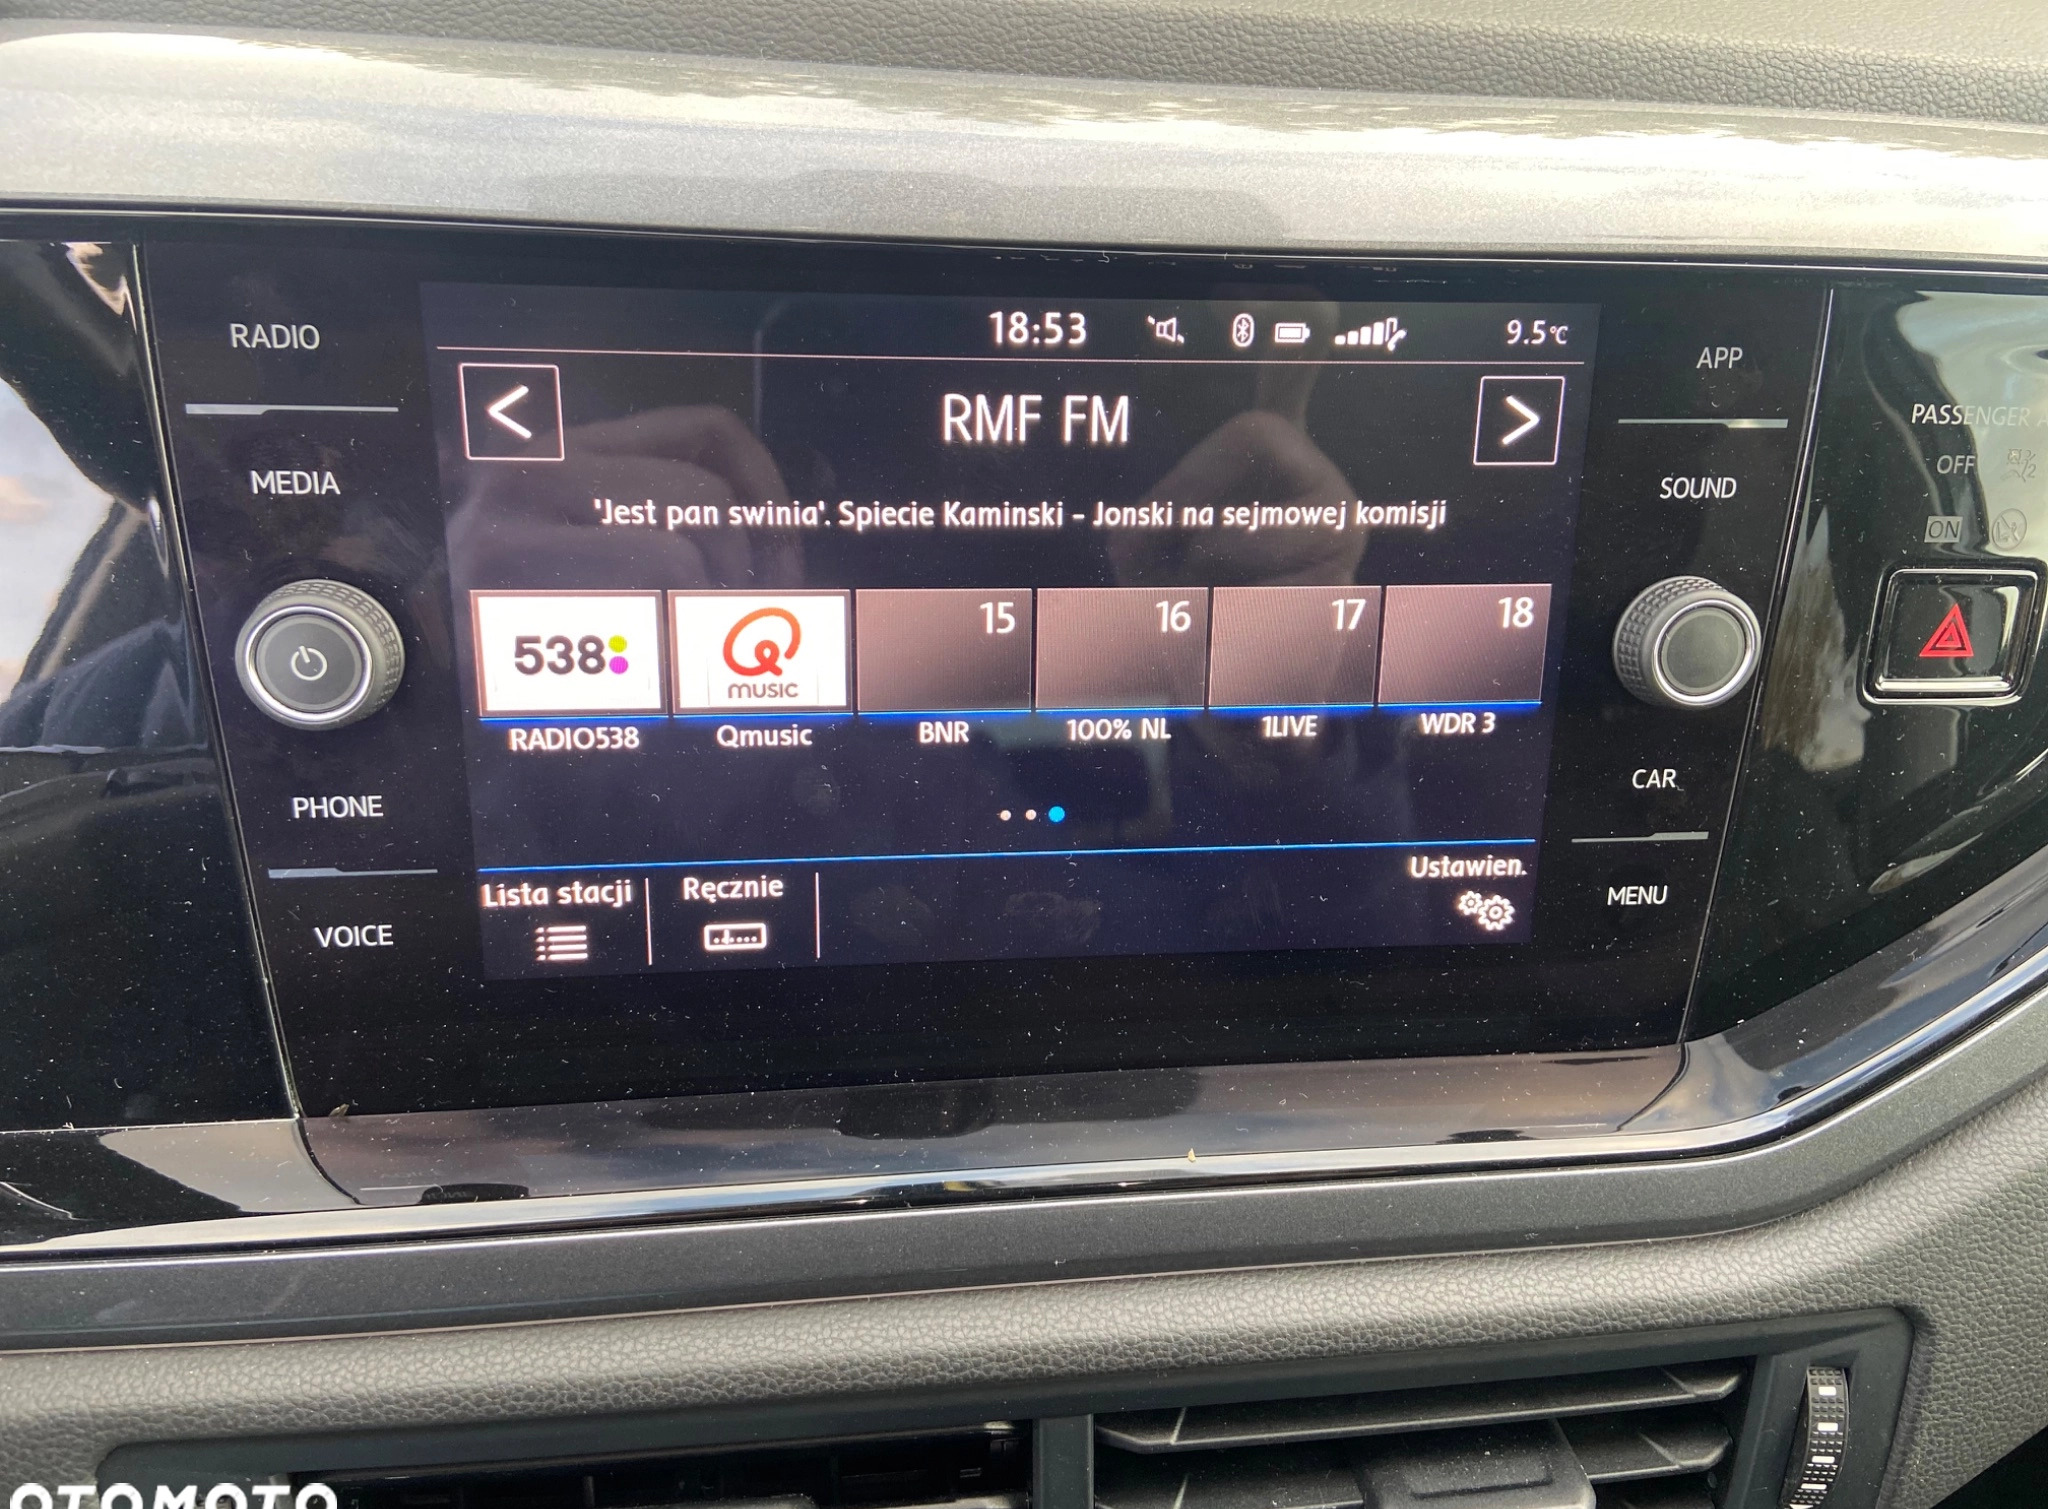 RADIO
MEDIA
PHONE
VOICE
18:53
9.5°C
<
RMF FM
>
'Jest pan swinia'. Spiecie Kaminski - Jonski na sejmowej komisji
538
Q
MUSIC
15
16
17
18
RADIO538
Qmusic
BNR
100% NL
1LIVE
WDR 3
Lista stacji
Ręcznie
Ustawien.
APP
SOUND
CAR
MENU
PASSENGER A
OFF
ON
OTOMOTO